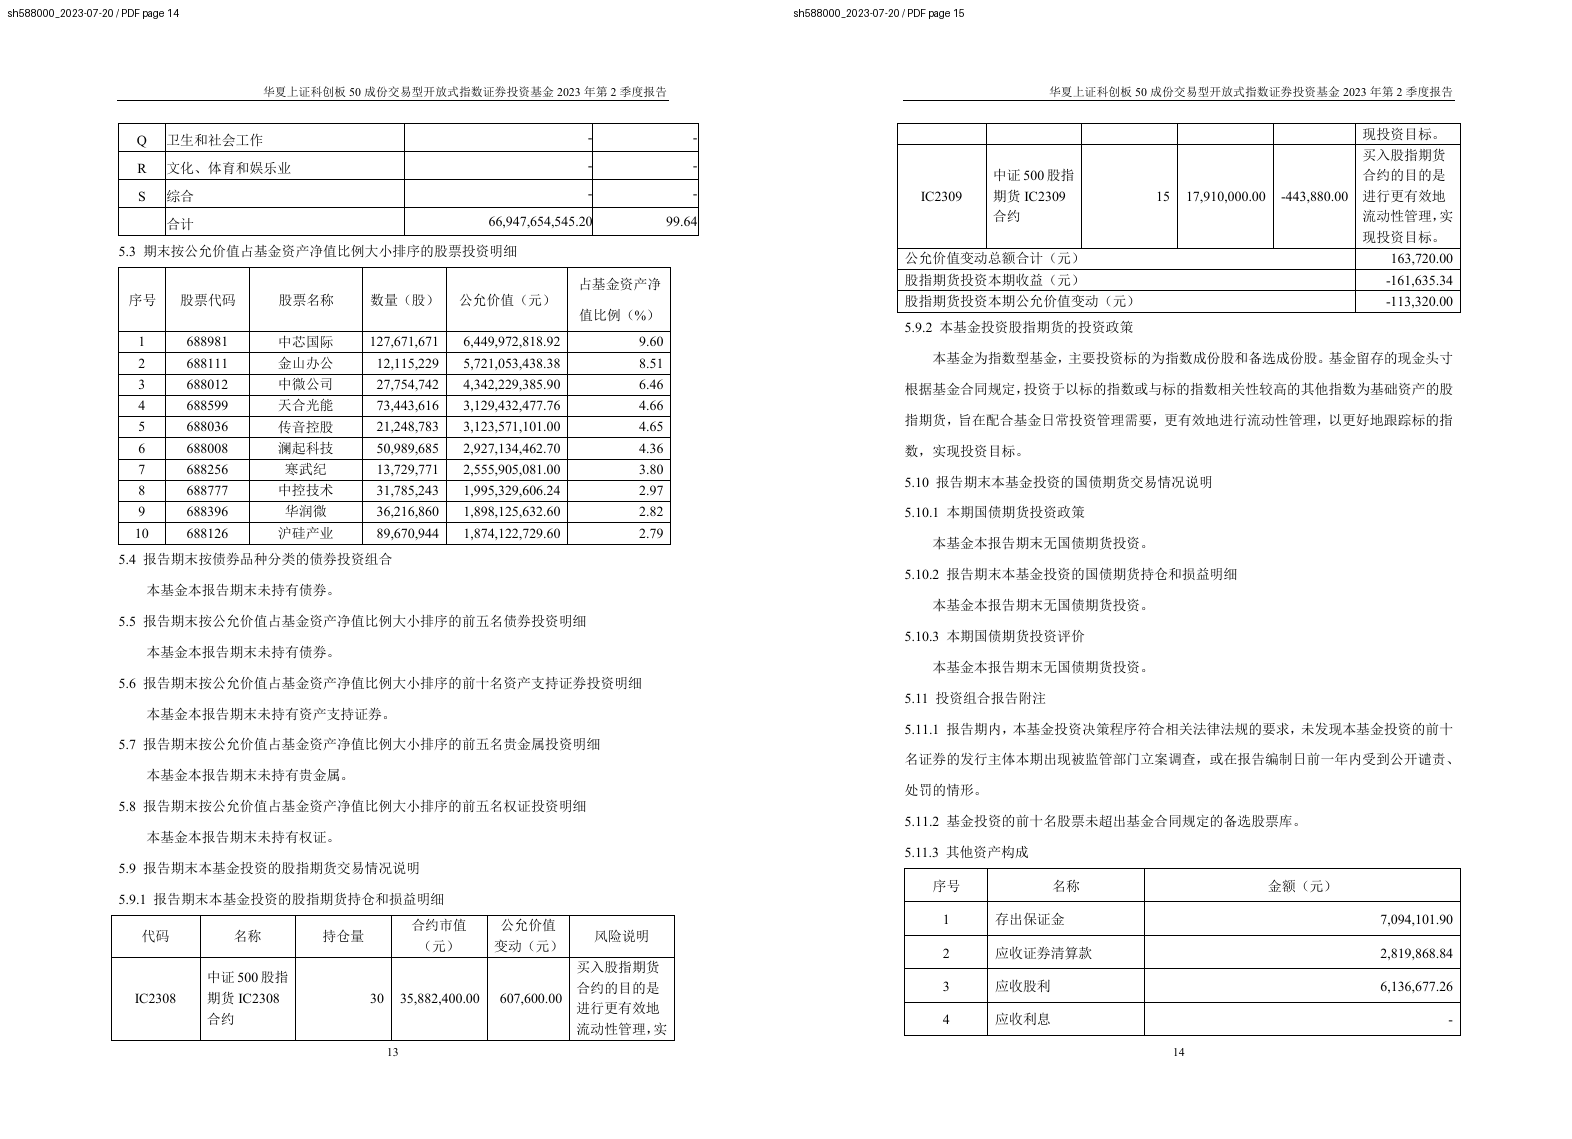 sh588000_2023-07-20 / PDF page 14
华夏上证科创板 50 成份交易型开放式指数证券投资基金 2023 年第 2 季度报告
Q 卫生和社会工作 - -
R 文化、体育和娱乐业 - -
S 综合 - -
合计 66,947,654,545.20 99.64
5.3 期末按公允价值占基金资产净值比例大小排序的股票投资明细
序号 股票代码 股票名称 数量（股） 公允价值（元） 占基金资产净
值比例（%）
1 688981 中芯国际 127,671,671 6,449,972,818.92 9.60
2 688111 金山办公 12,115,229 5,721,053,438.38 8.51
3 688012 中微公司 27,754,742 4,342,229,385.90 6.46
4 688599 天合光能 73,443,616 3,129,432,477.76 4.66
5 688036 传音控股 21,248,783 3,123,571,101.00 4.65
6 688008 澜起科技 50,989,685 2,927,134,462.70 4.36
7 688256 寒武纪 13,729,771 2,555,905,081.00 3.80
8 688777 中控技术 31,785,243 1,995,329,606.24 2.97
9 688396 华润微 36,216,860 1,898,125,632.60 2.82
10 688126 沪硅产业 89,670,944 1,874,122,729.60 2.79
5.4 报告期末按债券品种分类的债券投资组合
本基金本报告期末未持有债券。
5.5 报告期末按公允价值占基金资产净值比例大小排序的前五名债券投资明细
本基金本报告期末未持有债券。
5.6 报告期末按公允价值占基金资产净值比例大小排序的前十名资产支持证券投资明细
本基金本报告期末未持有资产支持证券。
5.7 报告期末按公允价值占基金资产净值比例大小排序的前五名贵金属投资明细
本基金本报告期末未持有贵金属。
5.8 报告期末按公允价值占基金资产净值比例大小排序的前五名权证投资明细
本基金本报告期末未持有权证。
5.9 报告期末本基金投资的股指期货交易情况说明
5.9.1 报告期末本基金投资的股指期货持仓和损益明细
代码 名称 持仓量 合约市值
（元） 公允价值
变动（元） 风险说明
IC2308 中证 500 股指
期货 IC2308
合约 30 35,882,400.00 607,600.00 买入股指期货
合约的目的是
进行更有效地
流动性管理，实
13
sh588000_2023-07-20 / PDF page 15
华夏上证科创板 50 成份交易型开放式指数证券投资基金 2023 年第 2 季度报告
现投资目标。
IC2309 中证 500 股指
期货 IC2309
合约 15 17,910,000.00 -443,880.00 买入股指期货
合约的目的是
进行更有效地
流动性管理，实
现投资目标。
公允价值变动总额合计（元） 163,720.00
股指期货投资本期收益（元） -161,635.34
股指期货投资本期公允价值变动（元） -113,320.00
5.9.2 本基金投资股指期货的投资政策
本基金为指数型基金，主要投资标的为指数成份股和备选成份股。基金留存的现金头寸
根据基金合同规定，投资于以标的指数或与标的指数相关性较高的其他指数为基础资产的股
指期货，旨在配合基金日常投资管理需要，更有效地进行流动性管理，以更好地跟踪标的指
数，实现投资目标。
5.10 报告期末本基金投资的国债期货交易情况说明
5.10.1 本期国债期货投资政策
本基金本报告期末无国债期货投资。
5.10.2 报告期末本基金投资的国债期货持仓和损益明细
本基金本报告期末无国债期货投资。
5.10.3 本期国债期货投资评价
本基金本报告期末无国债期货投资。
5.11 投资组合报告附注
5.11.1 报告期内，本基金投资决策程序符合相关法律法规的要求，未发现本基金投资的前十
名证券的发行主体本期出现被监管部门立案调查，或在报告编制日前一年内受到公开谴责、
处罚的情形。
5.11.2 基金投资的前十名股票未超出基金合同规定的备选股票库。
5.11.3 其他资产构成
序号 名称 金额（元）
1 存出保证金 7,094,101.90
2 应收证券清算款 2,819,868.84
3 应收股利 6,136,677.26
4 应收利息 -
14